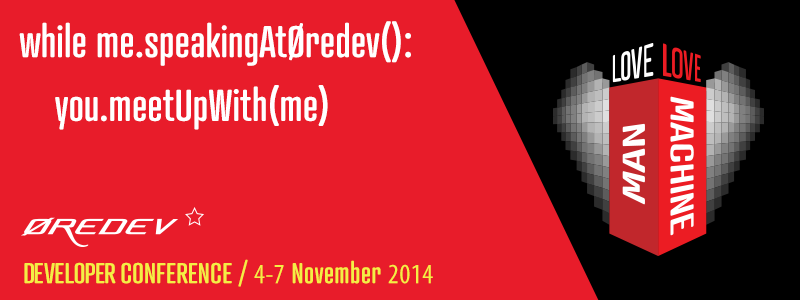 while me.speakingAtØredev():
you.meetUpWith(me)
ØREDEV
DEVELOPER CONFERENCE / 4-7 November 2014
LOVE LOVE
MAN
MACHINE